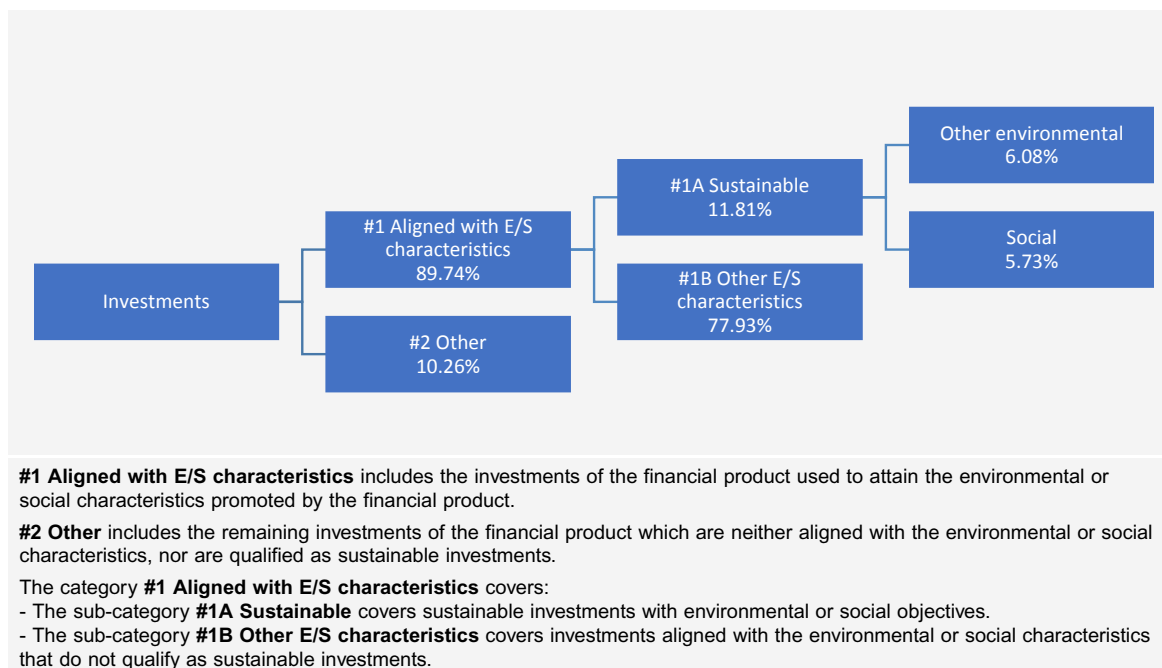 Investments
#1 Aligned with E/S
characteristics
89.74%
#2 Other
10.26%
#1A Sustainable
11.81%
#1B Other E/S
characteristics
77.93%
Other environmental
6.08%
Social
5.73%
#1 Aligned with E/S characteristics includes the investments of the financial product used to attain the environmental or
social characteristics promoted by the financial product.
#2 Other includes the remaining investments of the financial product which are neither aligned with the environmental or social
characteristics, nor are qualified as sustainable investments.
The category #1 Aligned with E/S characteristics covers:
- The sub-category #1A Sustainable covers sustainable investments with environmental or social objectives.
- The sub-category #1B Other E/S characteristics covers investments aligned with the environmental or social characteristics
that do not qualify as sustainable investments.